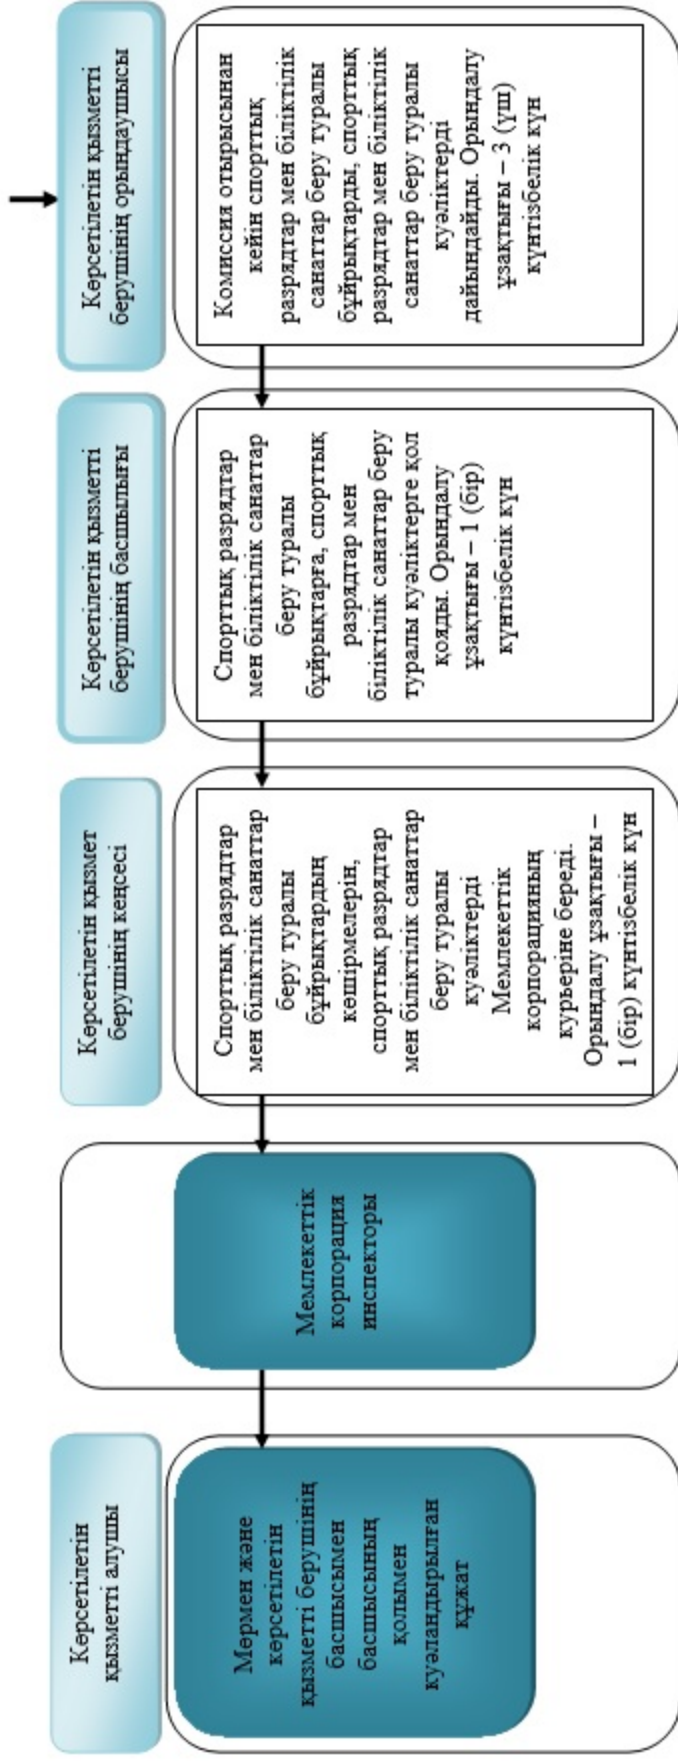 Көрсетілетін қызметті
берушінің орындаушысы
Комиссия отырысынан
кейін спорттық
разрядтар мен біліктілік
санаттар беру туралы
бұйрықтарды, спорттық
разрядтар мен біліктілік
санаттар беру туралы
куәліктерді
дайындайды. Орындалу
ұзақтығы – 3 (үш)
күнтізбелік күн
Көрсетілетін қызметті
берушінің басшылығы
Спорттық разрядтар
мен біліктілік санаттар
беру туралы
бұйрықтарға, спорттық
разрядтар мен
біліктілік санаттар беру
туралы куәліктерге қол
қояды. Орындалу
ұзақтығы – 1 (бір)
күнтізбелік күн
Көрсетілетін қызмет
берушінің кеңсесі
Спорттық разрядтар
мен біліктілік санаттар
беру туралы
бұйрықтардың
көшірмелерін,
спорттық разрядтар
мен біліктілік санаттар
беру туралы
куәліктерді
Мемлекеттік
корпорацияның
курьеріне береді.
Орындалу ұзақтығы –
1 (бір) күнтізбелік күн
Мемлекеттік
корпорация
инспекторы
Көрсетілетін
қызметті алушы
Мөрмен және
көрсетілетін
қызметті берушінің
басшысымен
басшысының
қолымен
куәландырылған
құжат